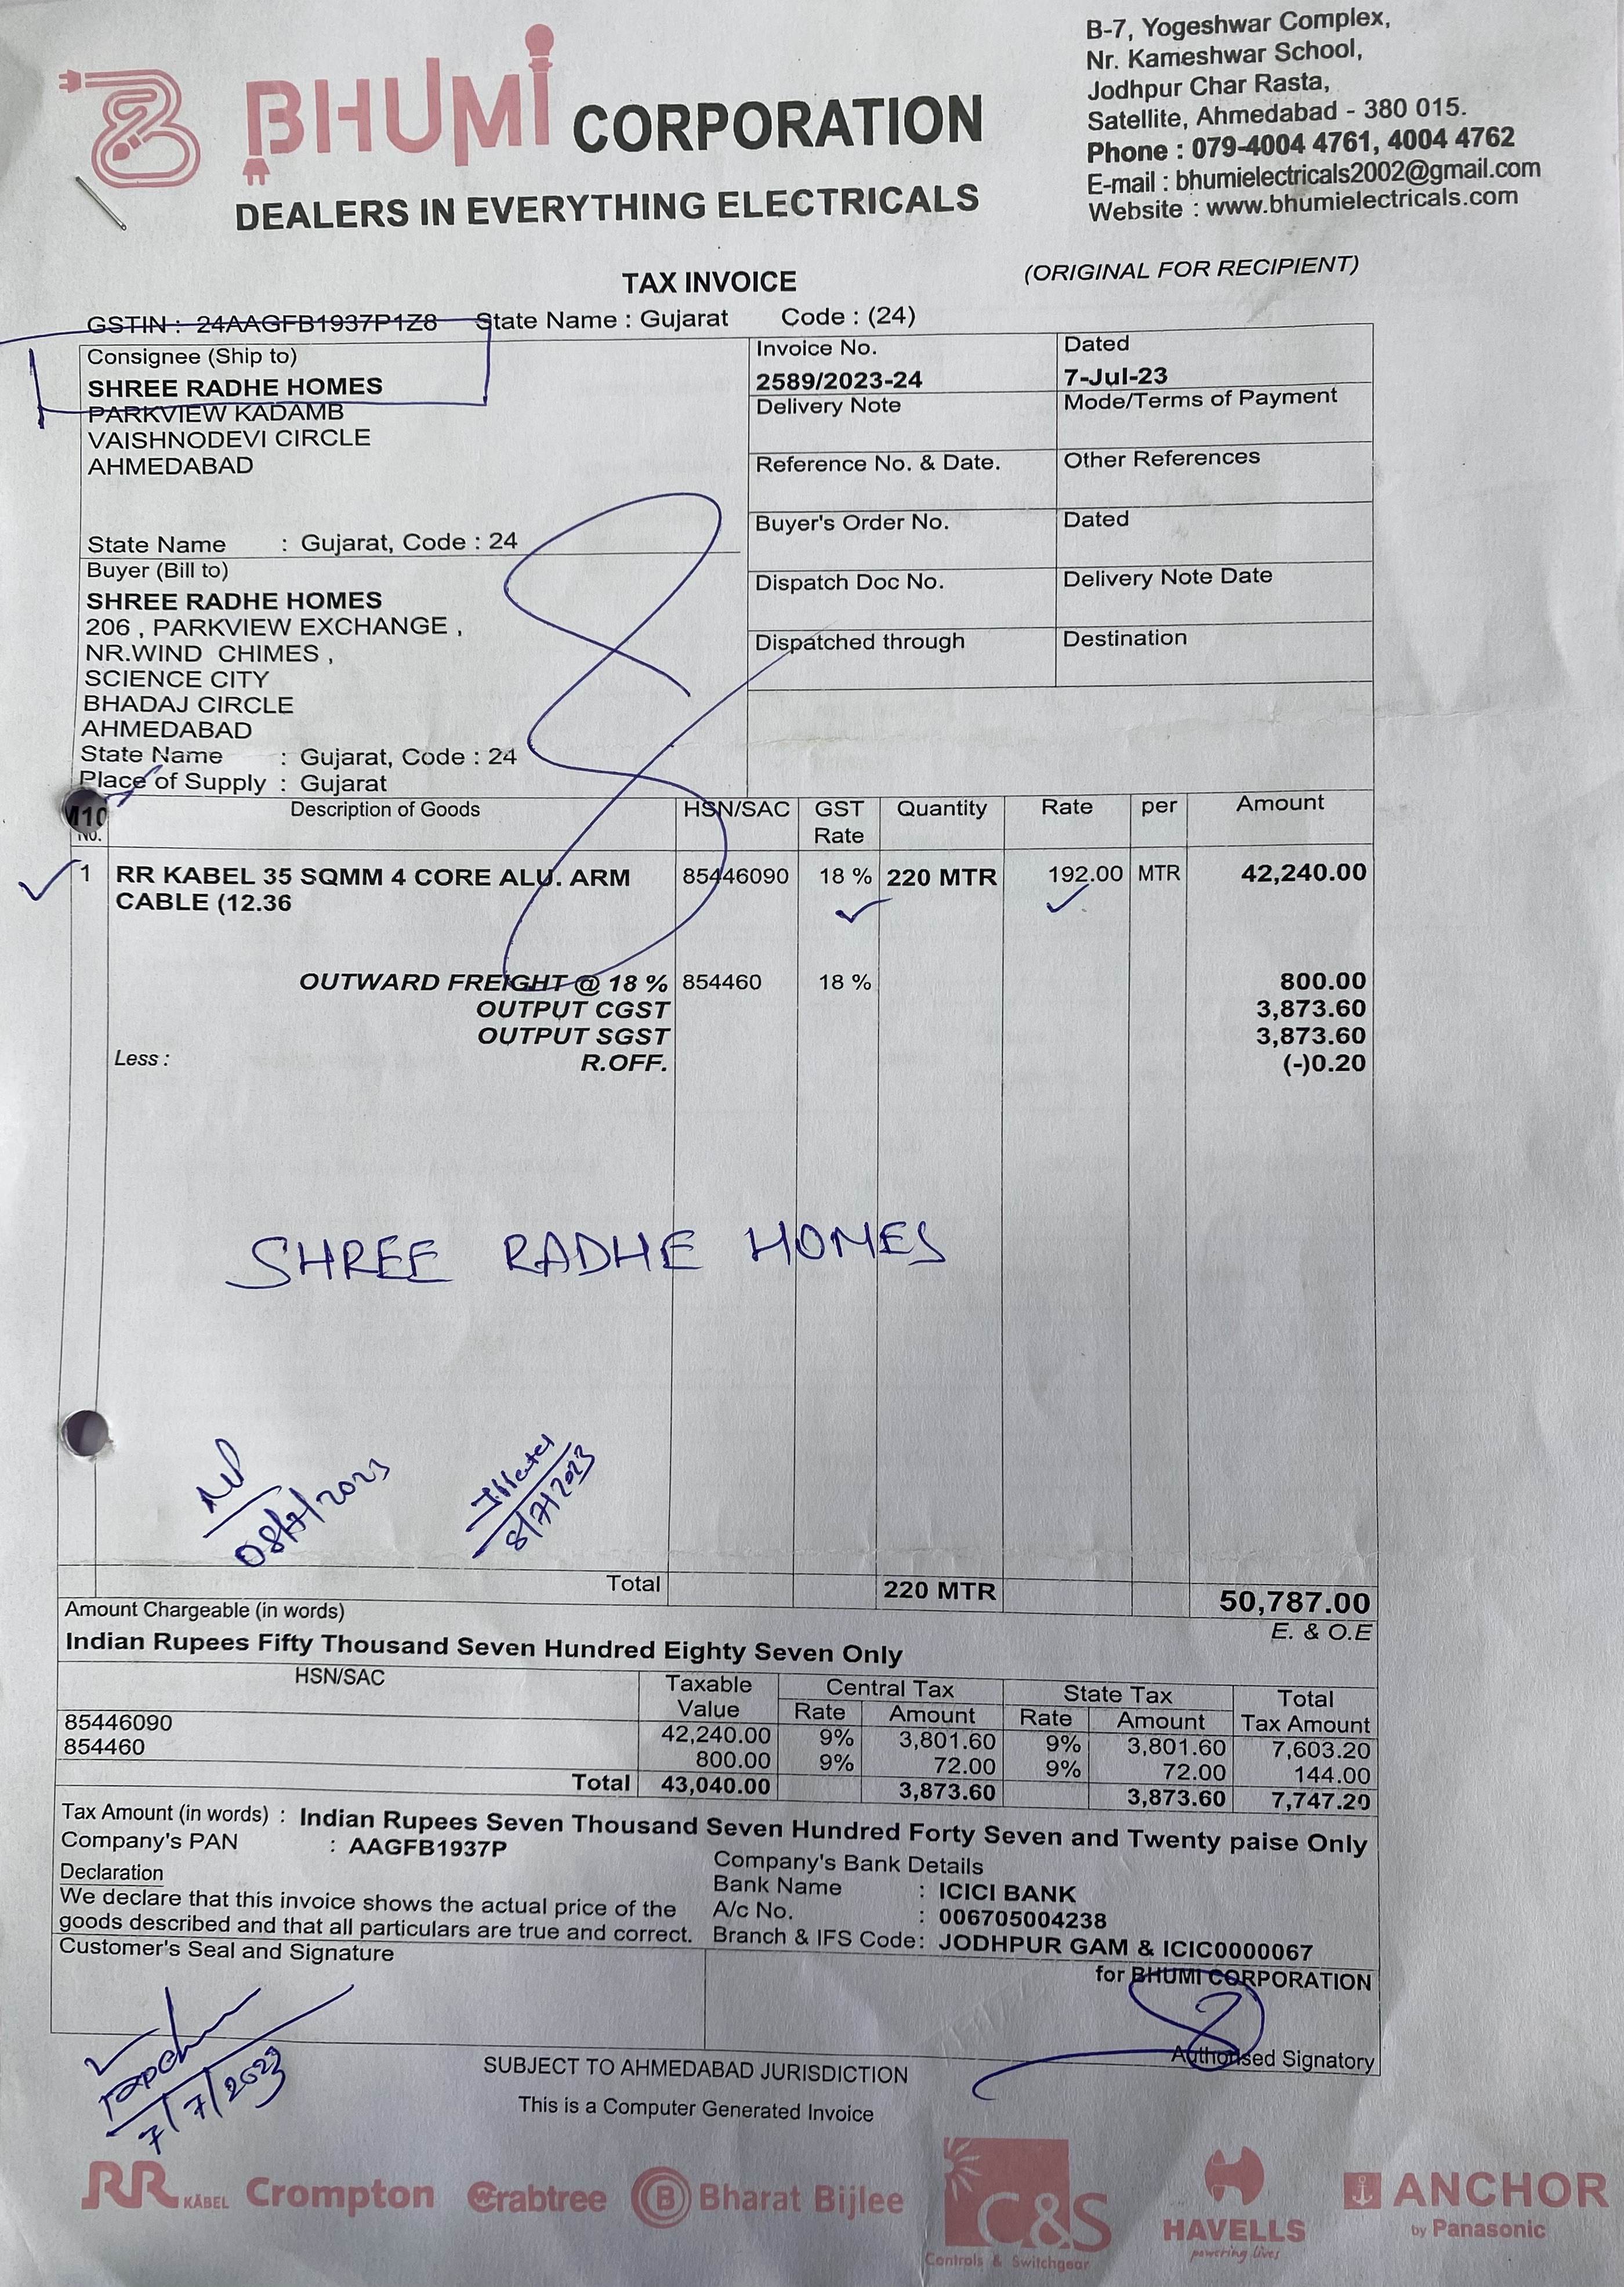 BHUMI CORPORATION
DEALERS IN EVERYTHING ELECTRICALS
B-7, Yogeshwar Complex,
Nr. Kameshwar School,
Jodhpur Char Rasta,
Satellite, Ahmedabad - 380 015.
Phone : 079-4004 4761, 4004 4762
E-mail : bhumielectricals2002@gmail.com
Website : www.bhumielectricals.com
TAX INVOICE
(ORIGINAL FOR RECIPIENT)
GSTIN : 24AAGFB1937P1Z8 State Name : Gujarat Code : (24)
Consignee (Ship to)
SHREE RADHE HOMES
PARKVIEW KADAMB
VAISHNODEVI CIRCLE
AHMEDABAD
State Name : Gujarat, Code : 24
Buyer (Bill to)
SHREE RADHE HOMES
206 , PARKVIEW EXCHANGE ,
NR.WIND CHIMES ,
SCIENCE CITY
BHADAJ CIRCLE
AHMEDABAD
State Name : Gujarat, Code : 24
Place of Supply : Gujarat
Invoice No. Dated
2589/2023-24 7-Jul-23
Delivery Note Mode/Terms of Payment
Reference No. & Date. Other References
Buyer's Order No. Dated
Dispatch Doc No. Delivery Note Date
Dispatched through Destination
No. Description of Goods HSN/SAC GST Rate Quantity Rate per Amount
1 RR KABEL 35 SQMM 4 CORE ALU. ARM 85446090 18 % 220 MTR 192.00 MTR 42,240.00
CABLE (12.36
OUTWARD FREIGHT @ 18 % 854460 18 % 800.00
OUTPUT CGST 3,873.60
OUTPUT SGST 3,873.60
Less : R.OFF. (-)0.20
SHREE RADHE HOMES
8/7/2023
Total 220 MTR 50,787.00
Amount Chargeable (in words) E. & O.E
Indian Rupees Fifty Thousand Seven Hundred Eighty Seven Only
HSN/SAC Taxable Value Central Tax State Tax Total Tax Amount
Rate Amount Rate Amount
85446090 42,240.00 9% 3,801.60 9% 3,801.60 7,603.20
854460 800.00 9% 72.00 9% 72.00 144.00
Total 43,040.00 3,873.60 3,873.60 7,747.20
Tax Amount (in words) : Indian Rupees Seven Thousand Seven Hundred Forty Seven and Twenty paise Only
Company's PAN : AAGFB1937P
Declaration
We declare that this invoice shows the actual price of the
goods described and that all particulars are true and correct.
Company's Bank Details
Bank Name : ICICI BANK
A/c No. : 006705004238
Branch & IFS Code: JODHPUR GAM & ICIC0000067
Customer's Seal and Signature
for BHUMI CORPORATION
Authorised Signatory
7/7/2023
SUBJECT TO AHMEDABAD JURISDICTION
This is a Computer Generated Invoice
RR KABEL Crompton Crabtree Bharat Bijlee C&S HAVELLS ANCHOR
Controls & Switchgear powering lives by Panasonic